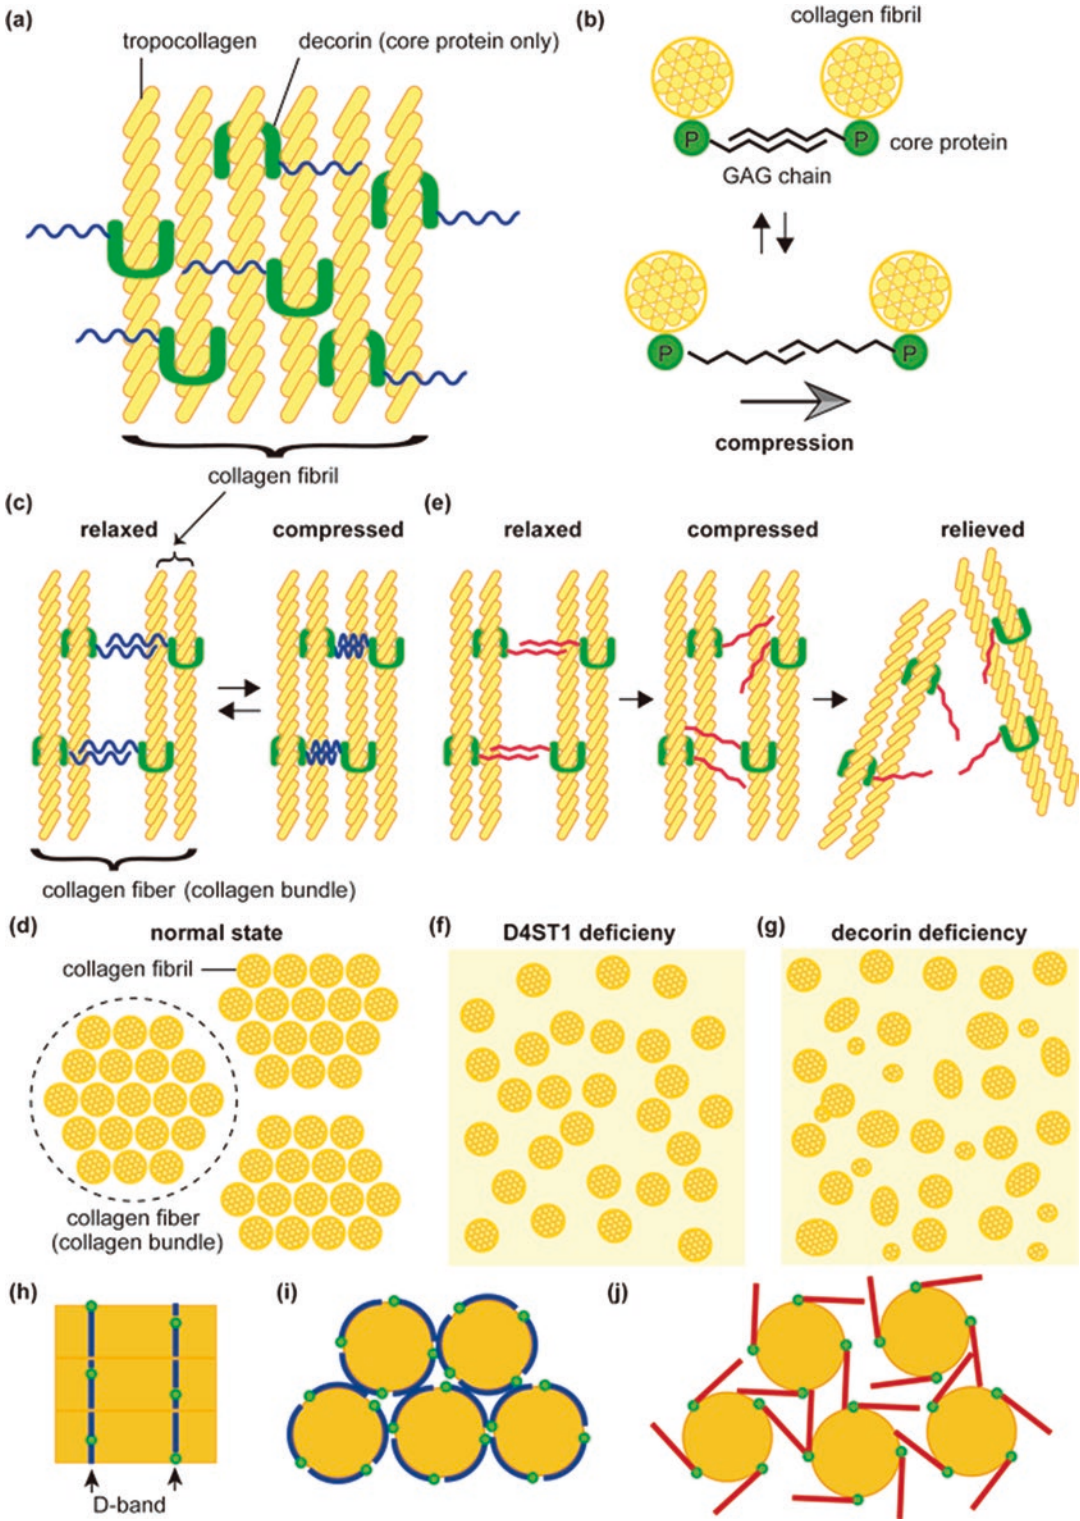 (a)
tropocollagen
decorin (core protein only)
collagen fibril
(b)
collagen fibril
P
P
core protein
GAG chain
P
P
compression
(c)
relaxed
compressed
collagen fiber (collagen bundle)
(e)
relaxed
compressed
relieved
(d)
normal state
collagen fibril
collagen fiber
(collagen bundle)
(f)
D4ST1 deficieny
(g)
decorin deficiency
(h)
D-band
(i)
(j)